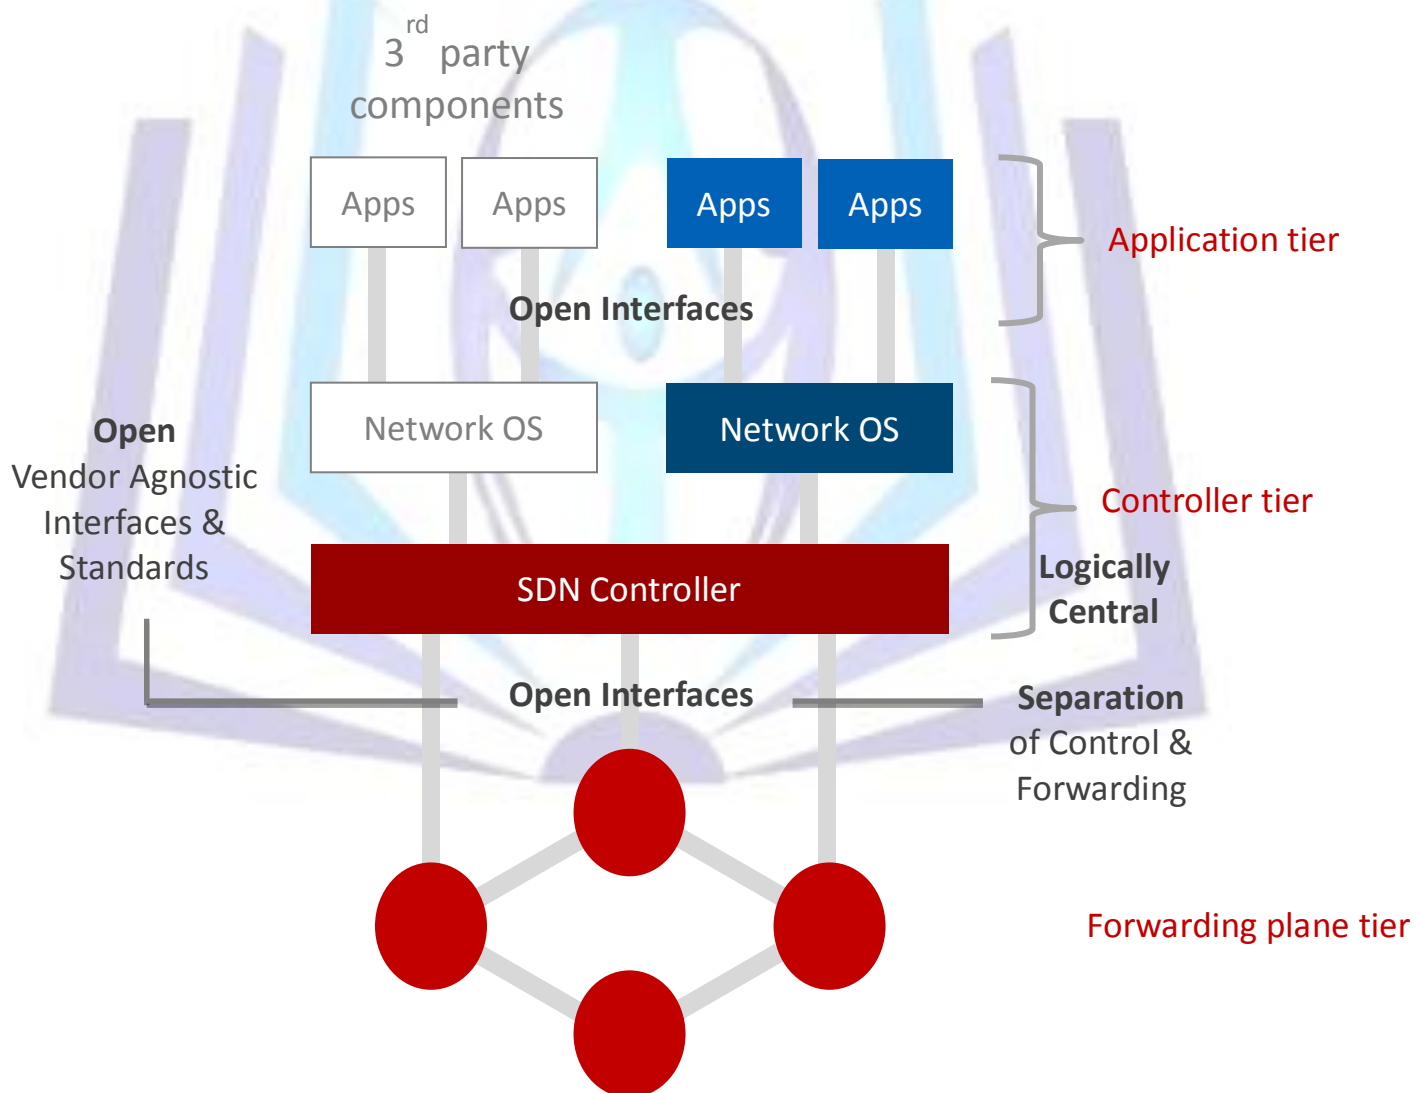 3rd party
components
Apps
Apps
Apps
Apps
Application tier
Open Interfaces
Network OS
Network OS
Open
Vendor Agnostic
Interfaces &
Standards
Controller tier
SDN Controller
Logically
Central
Open Interfaces
Separation
of Control &
Forwarding
Forwarding plane tier